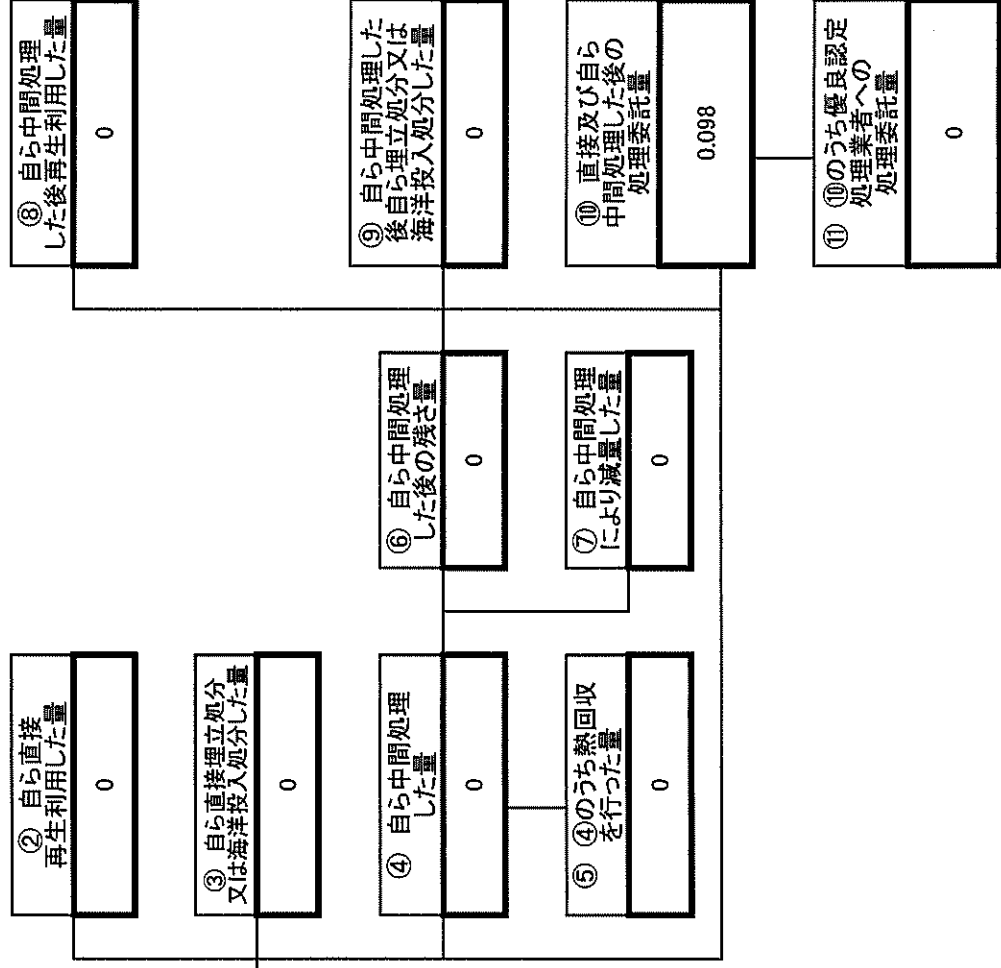 ② 自ら直接
再生利用した量
0
③ 自ら直接埋立処分
又は海洋投入処分した量
0
④ 自ら中間処理
した量
0
⑤ ④のうち熱回収
を行った量
0
⑥ 自ら中間処理
した後の残さ量
0
⑦ 自ら中間処理
により減量した量
0
⑧ 自ら中間処理
した後再生利用した量
0
⑨ 自ら中間処理した
後自ら埋立処分又は
海洋投入処分した量
0
⑩ 直接及び自ら
中間処理した後の
処理委託量
0.098
⑪ ⑩のうち優良認定
処理業者への
処理委託量
0